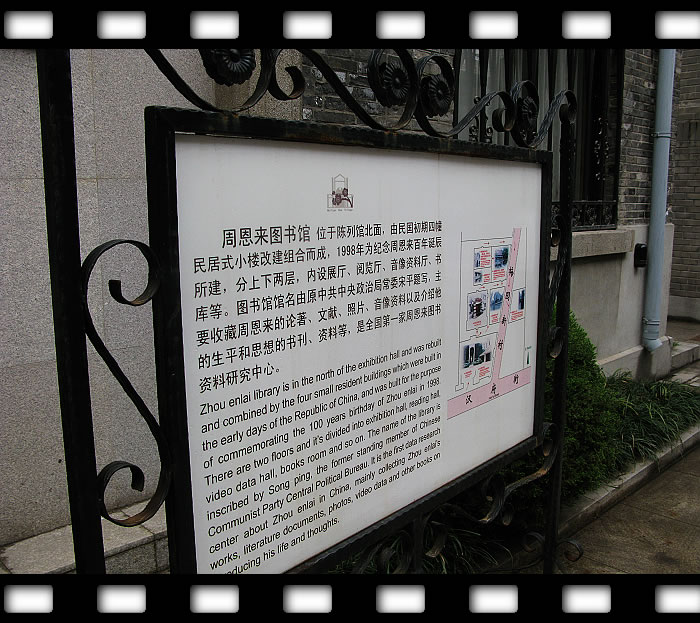 周恩来图书馆 位于陈列馆北面，由民国初期四幢
民居式小楼改建组合而成，1998年为纪念周恩来百年诞辰
所建，分上下两层，内设展厅、阅览厅、音像资料厅、书
库等。图书馆馆名由原中共中央政治局常委宋平题写，主
要收藏周恩来的论著、文献、照片、音像资料以及介绍他
的生平和思想的书刊、资料等，是全国第一家周恩来图书
资料研究中心。
Zhou enlai library is in the north of the exhibition hall and was rebuilt
and combined by the four small resident buildings which were built in
the early days of the Republic of China, and was built for the purpose
of commemorating the 100 years birthday of Zhou enlai in 1998.
There are two floors and it's divided into exhibition hall, reading hall,
video data hall, books room and so on. The name of the library is
inscribed by Song ping, the former standing member of Chinese
Communist Party Central Political Bureau. It is the first data research
center about Zhou enlai in China, mainly collecting Zhou enlai's
works, literature documents, photos, video data and other books on
introducing his life and thoughts.
梅园新村
汉府街